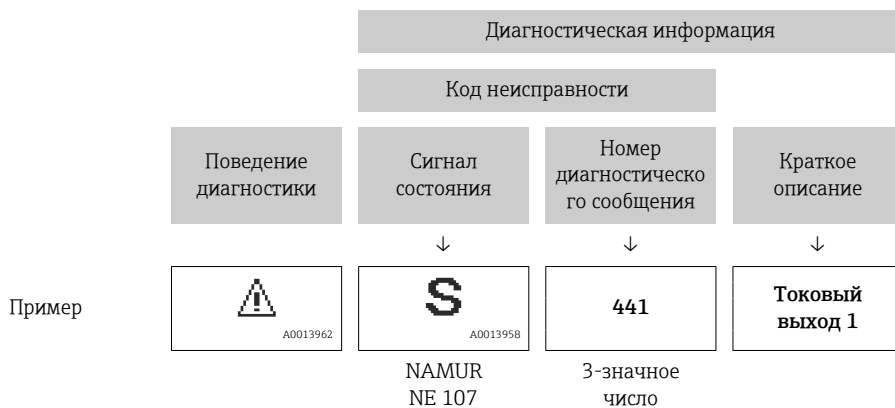 Диагностическая информация
Код неисправности
Поведение
диагностики
Сигнал
состояния
Номер
диагностическо
го сообщения
Краткое
описание
↓ ↓ ↓
Пример
A0013962
S
A0013958
441
Токовый
выход 1
NAMUR
NE 107
3-значное
число